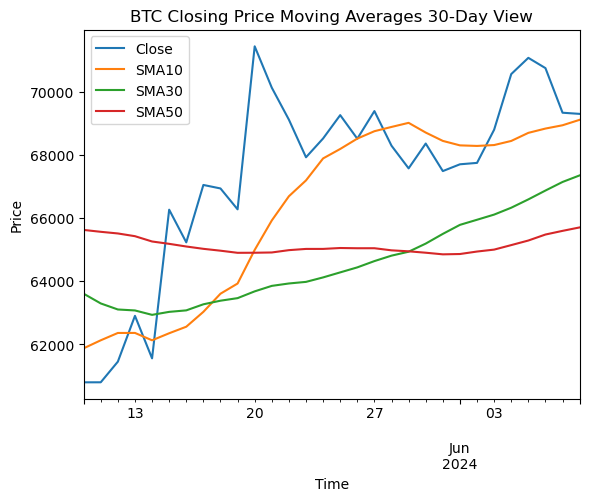 BTC Closing Price Moving Averages 30-Day View
Close
SMA10
SMA30
SMA50
70000
68000
66000
64000
62000
Price
13
20
27
03
Jun
2024
Time